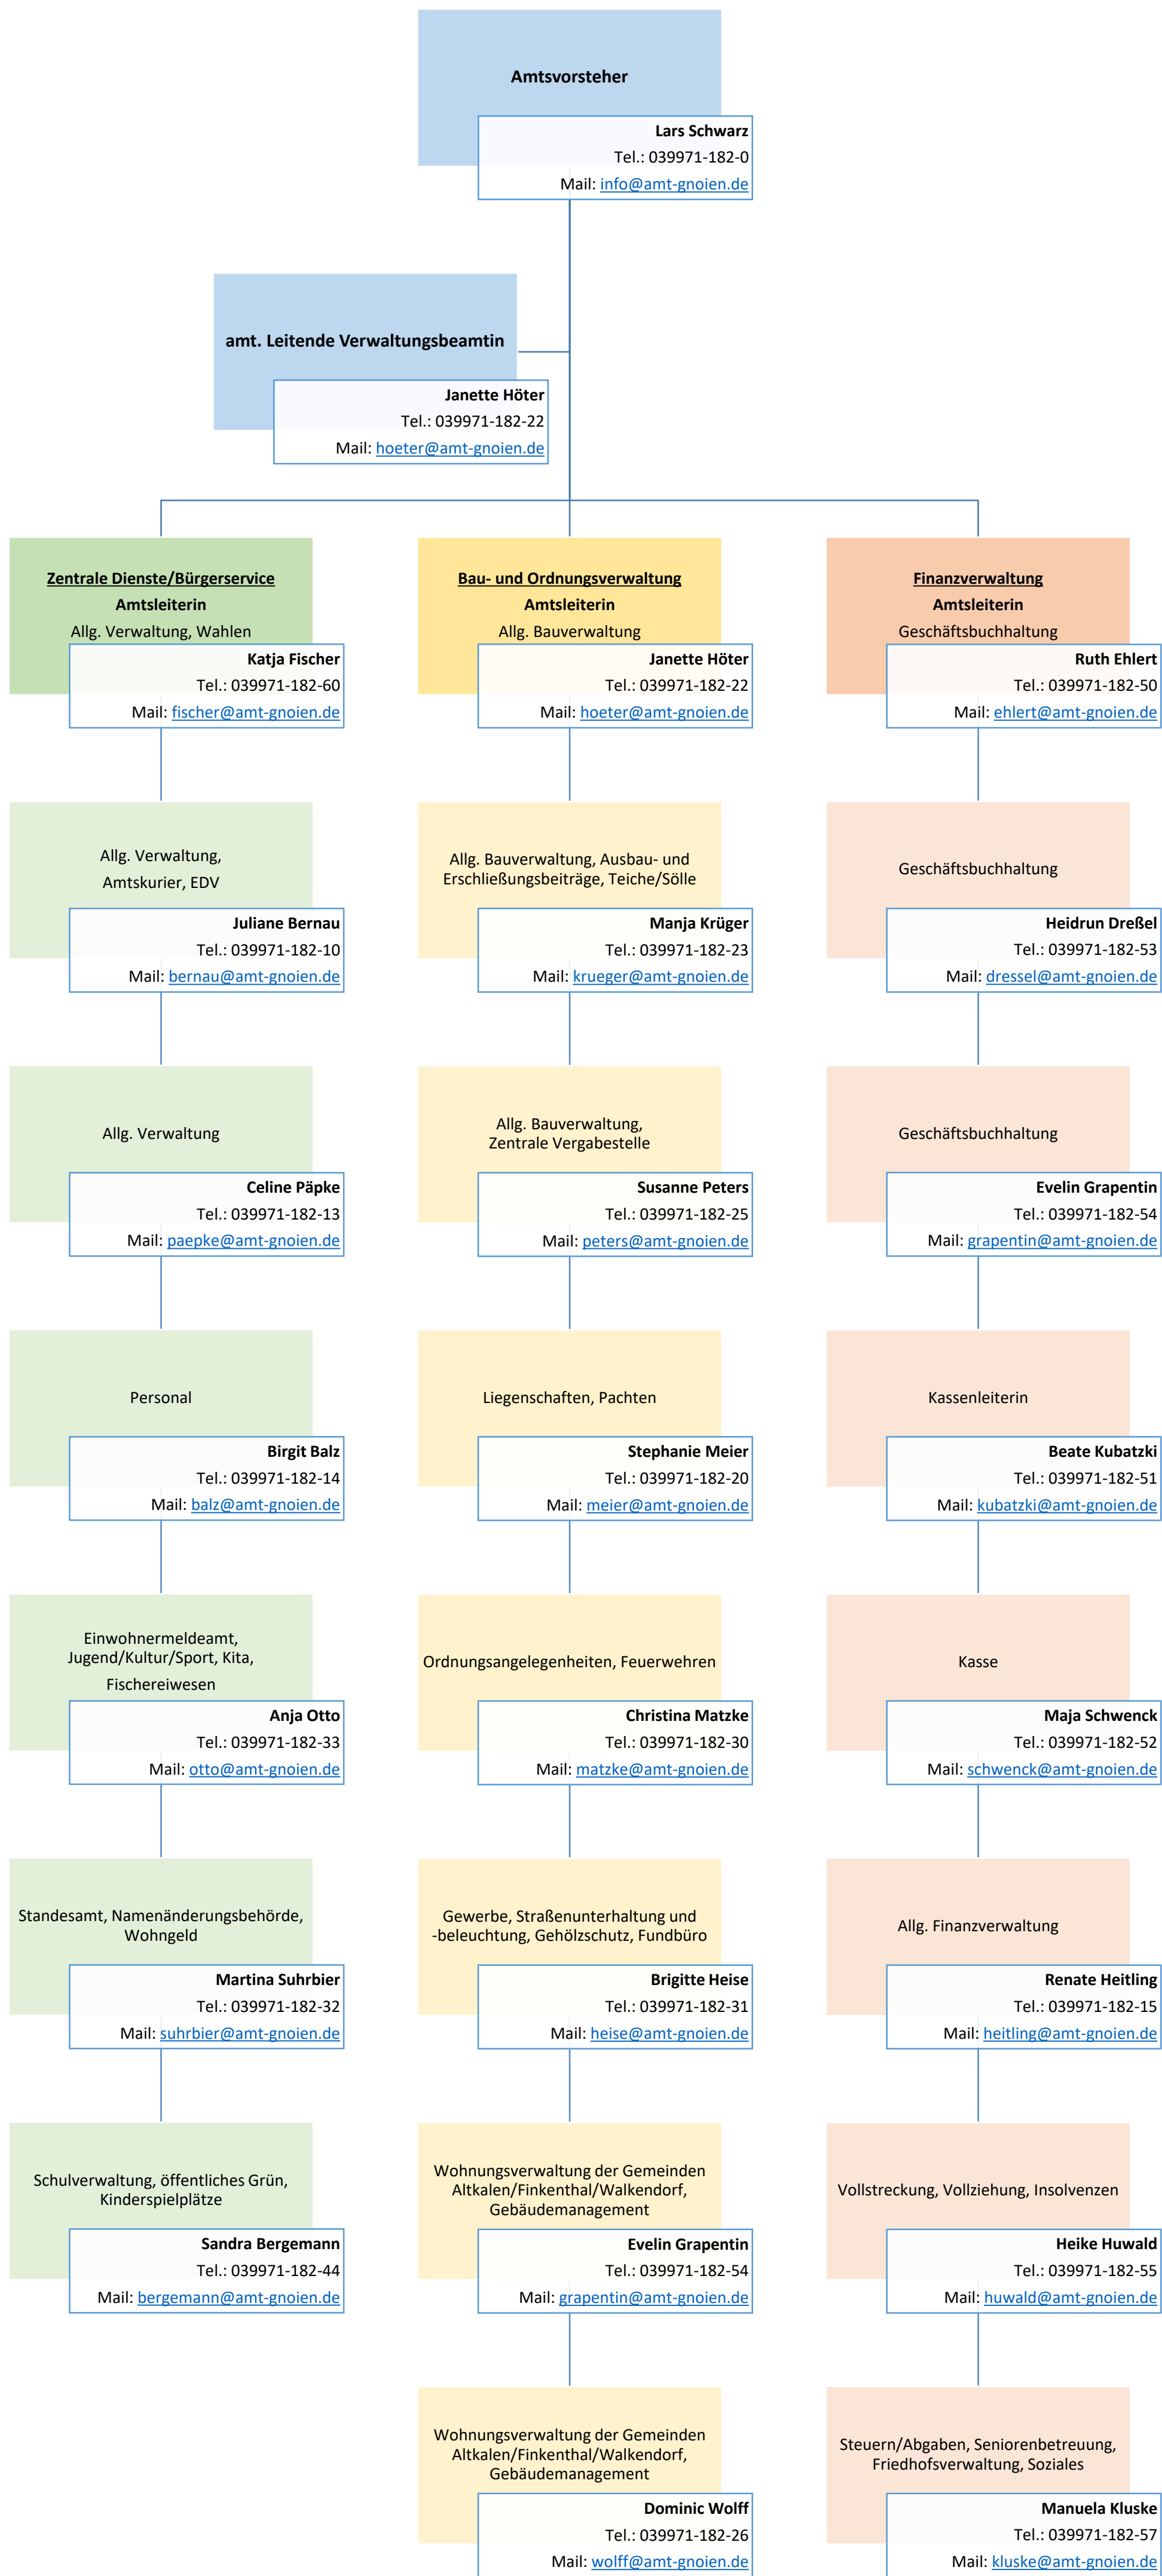 Amtsvorsteher
Lars Schwarz
Tel.: 039971-182-0
Mail: info@amt-gnoien.de
amt. Leitende Verwaltungsbeamtin
Janette Höter
Tel.: 039971-182-22
Mail: hoeter@amt-gnoien.de
Zentrale Dienste/Bürgerservice
Amtsleiterin
Allg. Verwaltung, Wahlen
Katja Fischer
Tel.: 039971-182-60
Mail: fischer@amt-gnoien.de
Bau- und Ordnungsverwaltung
Amtsleiterin
Allg. Bauverwaltung
Janette Höter
Tel.: 039971-182-22
Mail: hoeter@amt-gnoien.de
Finanzverwaltung
Amtsleiterin
Geschäftsbuchhaltung
Ruth Ehlert
Tel.: 039971-182-50
Mail: ehlert@amt-gnoien.de
Allg. Verwaltung,
Amtskurier, EDV
Juliane Bernau
Tel.: 039971-182-10
Mail: bernau@amt-gnoien.de
Allg. Bauverwaltung, Ausbau- und
Erschließungsbeiträge, Teiche/Sölle
Manja Krüger
Tel.: 039971-182-23
Mail: krueger@amt-gnoien.de
Geschäftsbuchhaltung
Heidrun Dreßel
Tel.: 039971-182-53
Mail: dressel@amt-gnoien.de
Allg. Verwaltung
Celine Päpke
Tel.: 039971-182-13
Mail: paepke@amt-gnoien.de
Allg. Bauverwaltung,
Zentrale Vergabestelle
Susanne Peters
Tel.: 039971-182-25
Mail: peters@amt-gnoien.de
Geschäftsbuchhaltung
Evelin Grapentin
Tel.: 039971-182-54
Mail: grapentin@amt-gnoien.de
Personal
Birgit Balz
Tel.: 039971-182-14
Mail: balz@amt-gnoien.de
Liegenschaften, Pachten
Stephanie Meier
Tel.: 039971-182-20
Mail: meier@amt-gnoien.de
Kassenleiterin
Beate Kubatzki
Tel.: 039971-182-51
Mail: kubatzki@amt-gnoien.de
Einwohnermeldeamt,
Jugend/Kultur/Sport, Kita,
Fischereiwesen
Anja Otto
Tel.: 039971-182-33
Mail: otto@amt-gnoien.de
Ordnungsangelegenheiten, Feuerwehren
Christina Matzke
Tel.: 039971-182-30
Mail: matzke@amt-gnoien.de
Kasse
Maja Schwenck
Tel.: 039971-182-52
Mail: schwenck@amt-gnoien.de
Standesamt, Namenänderungsbehörde,
Wohngeld
Martina Suhrbier
Tel.: 039971-182-32
Mail: suhrbier@amt-gnoien.de
Gewerbe, Straßenunterhaltung und
-beleuchtung, Gehölzschutz, Fundbüro
Brigitte Heise
Tel.: 039971-182-31
Mail: heise@amt-gnoien.de
Allg. Finanzverwaltung
Renate Heitling
Tel.: 039971-182-15
Mail: heitling@amt-gnoien.de
Schulverwaltung, öffentliches Grün,
Kinderspielplätze
Sandra Bergemann
Tel.: 039971-182-44
Mail: bergemann@amt-gnoien.de
Wohnungsverwaltung der Gemeinden
Altkalen/Finkenthal/Walkendorf,
Gebäudemanagement
Evelin Grapentin
Tel.: 039971-182-54
Mail: grapentin@amt-gnoien.de
Vollstreckung, Vollziehung, Insolvenzen
Heike Huwald
Tel.: 039971-182-55
Mail: huwald@amt-gnoien.de
Wohnungsverwaltung der Gemeinden
Altkalen/Finkenthal/Walkendorf,
Gebäudemanagement
Dominic Wolff
Tel.: 039971-182-26
Mail: wolff@amt-gnoien.de
Steuern/Abgaben, Seniorenbetreuung,
Friedhofsverwaltung, Soziales
Manuela Kluske
Tel.: 039971-182-57
Mail: kluske@amt-gnoien.de